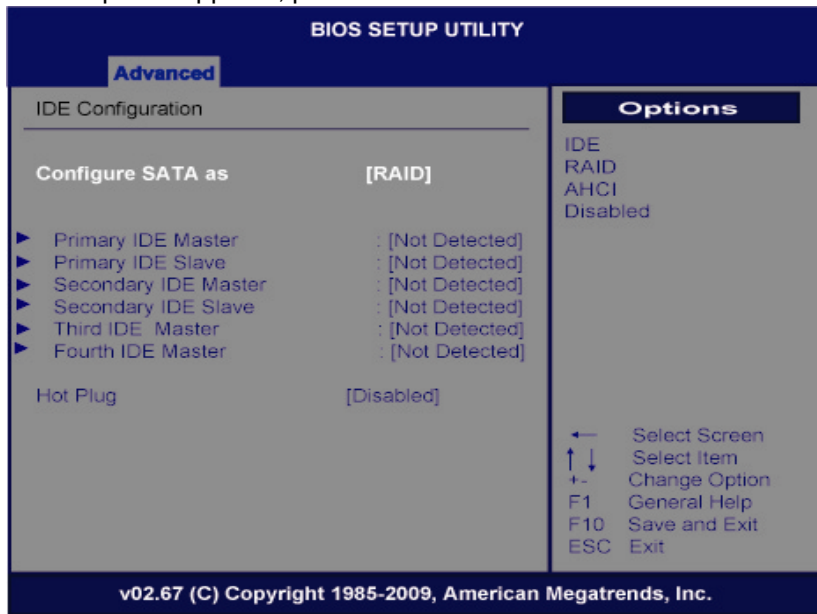 BIOS SETUP UTILITY
Advanced
IDE Configuration
Configure SATA as [RAID]
Primary IDE Master : [Not Detected]
Primary IDE Slave : [Not Detected]
Secondary IDE Master : [Not Detected]
Secondary IDE Slave : [Not Detected]
Third IDE Master : [Not Detected]
Fourth IDE Master : [Not Detected]
Hot Plug [Disabled]
Options
IDE
RAID
AHCI
Disabled
← Select Screen
↑ ↓ Select Item
+- Change Option
F1 General Help
F10 Save and Exit
ESC Exit
v02.67 (C) Copyright 1985-2009, American Megatrends, Inc.